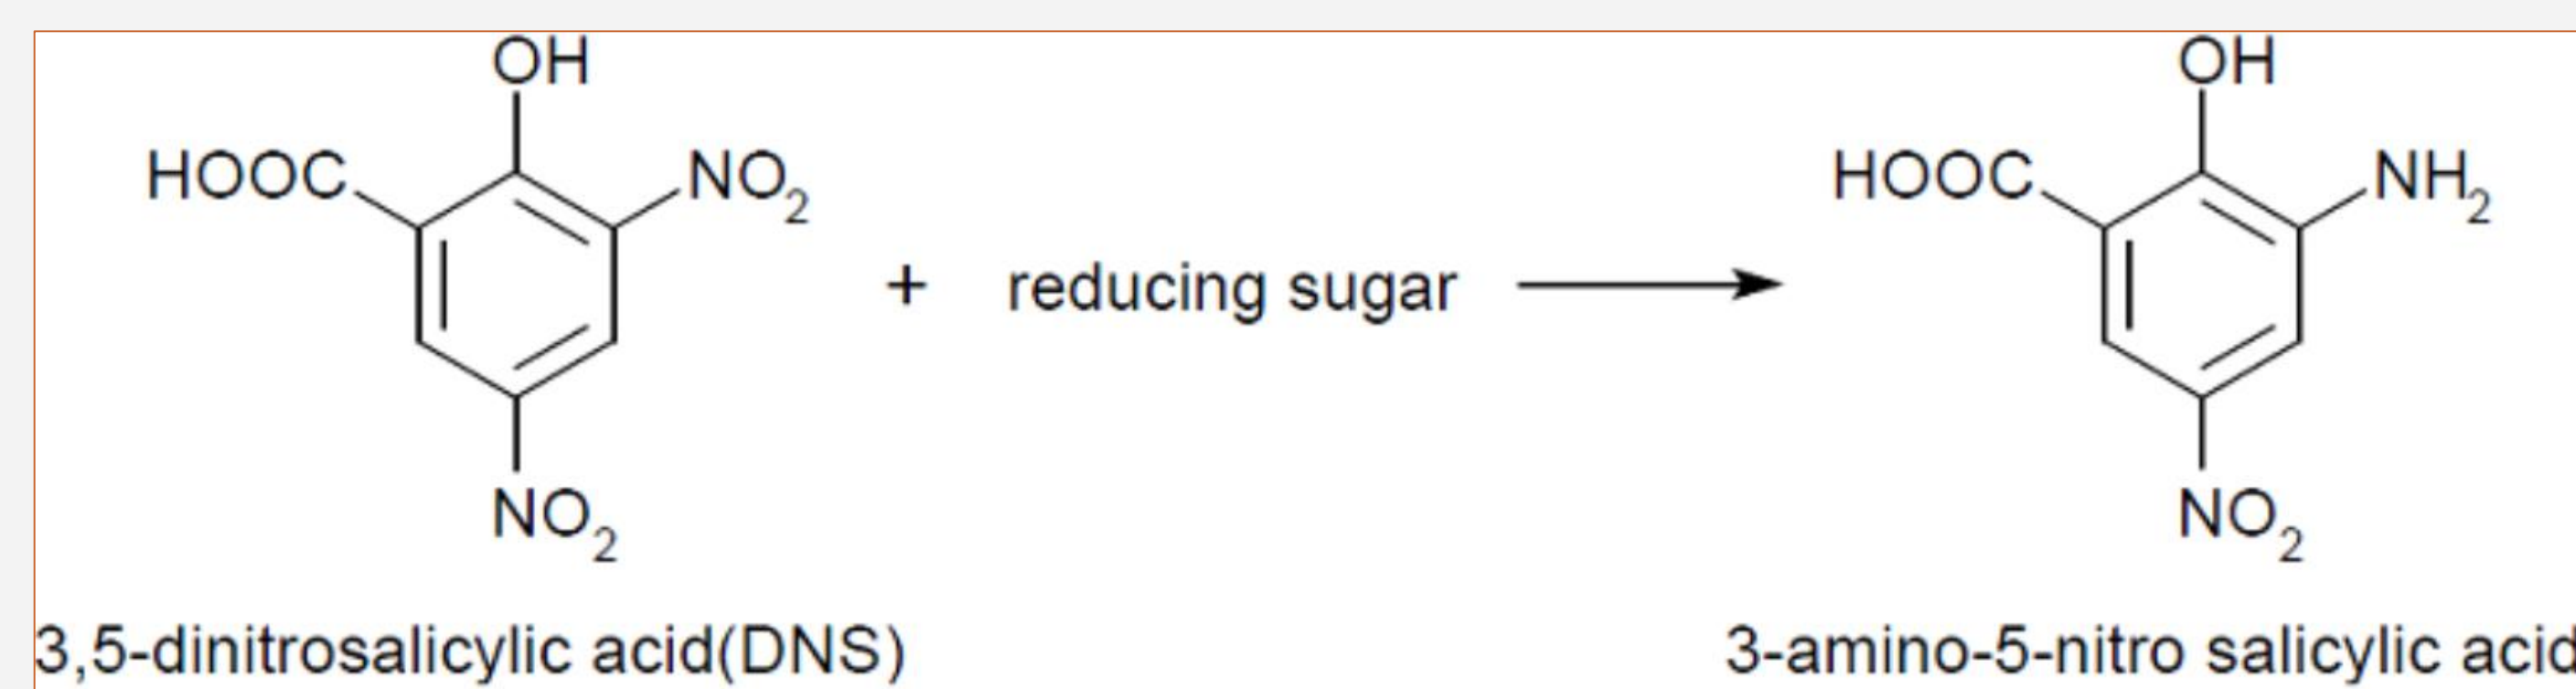 OH OH
HOOC NO2 HOOC NH2
+ reducing sugar
NO2 NO2
3,5-dinitrosalicylic acid(DNS) 3-amino-5-nitro salicylic acid